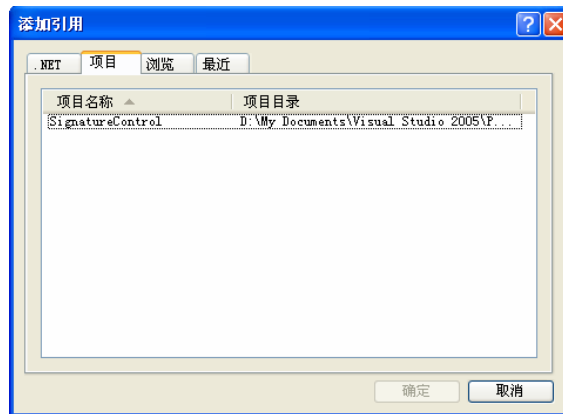 添加引用
.NET 项目 浏览 最近
项目名称 项目目录
SignatureControl D:\My Documents\Visual Studio 2005\P...
确定 取消